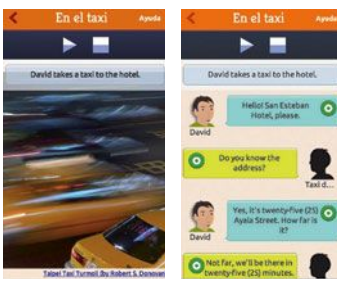 En el taxi
Ayuda
David takes a taxi to the hotel.
Taipei Taxi Turmoil (by Robert S. Donovan
En el taxi
Ayuda
David takes a taxi to the hotel.
Hello! San Esteban
Hotel, please.
David
Do you know the
address?
Taxi d...
Yes, it's twenty-five (25)
Ayala Street. How far is
it?
David
Not far, we'll be there in
twenty-five (25) minutes.